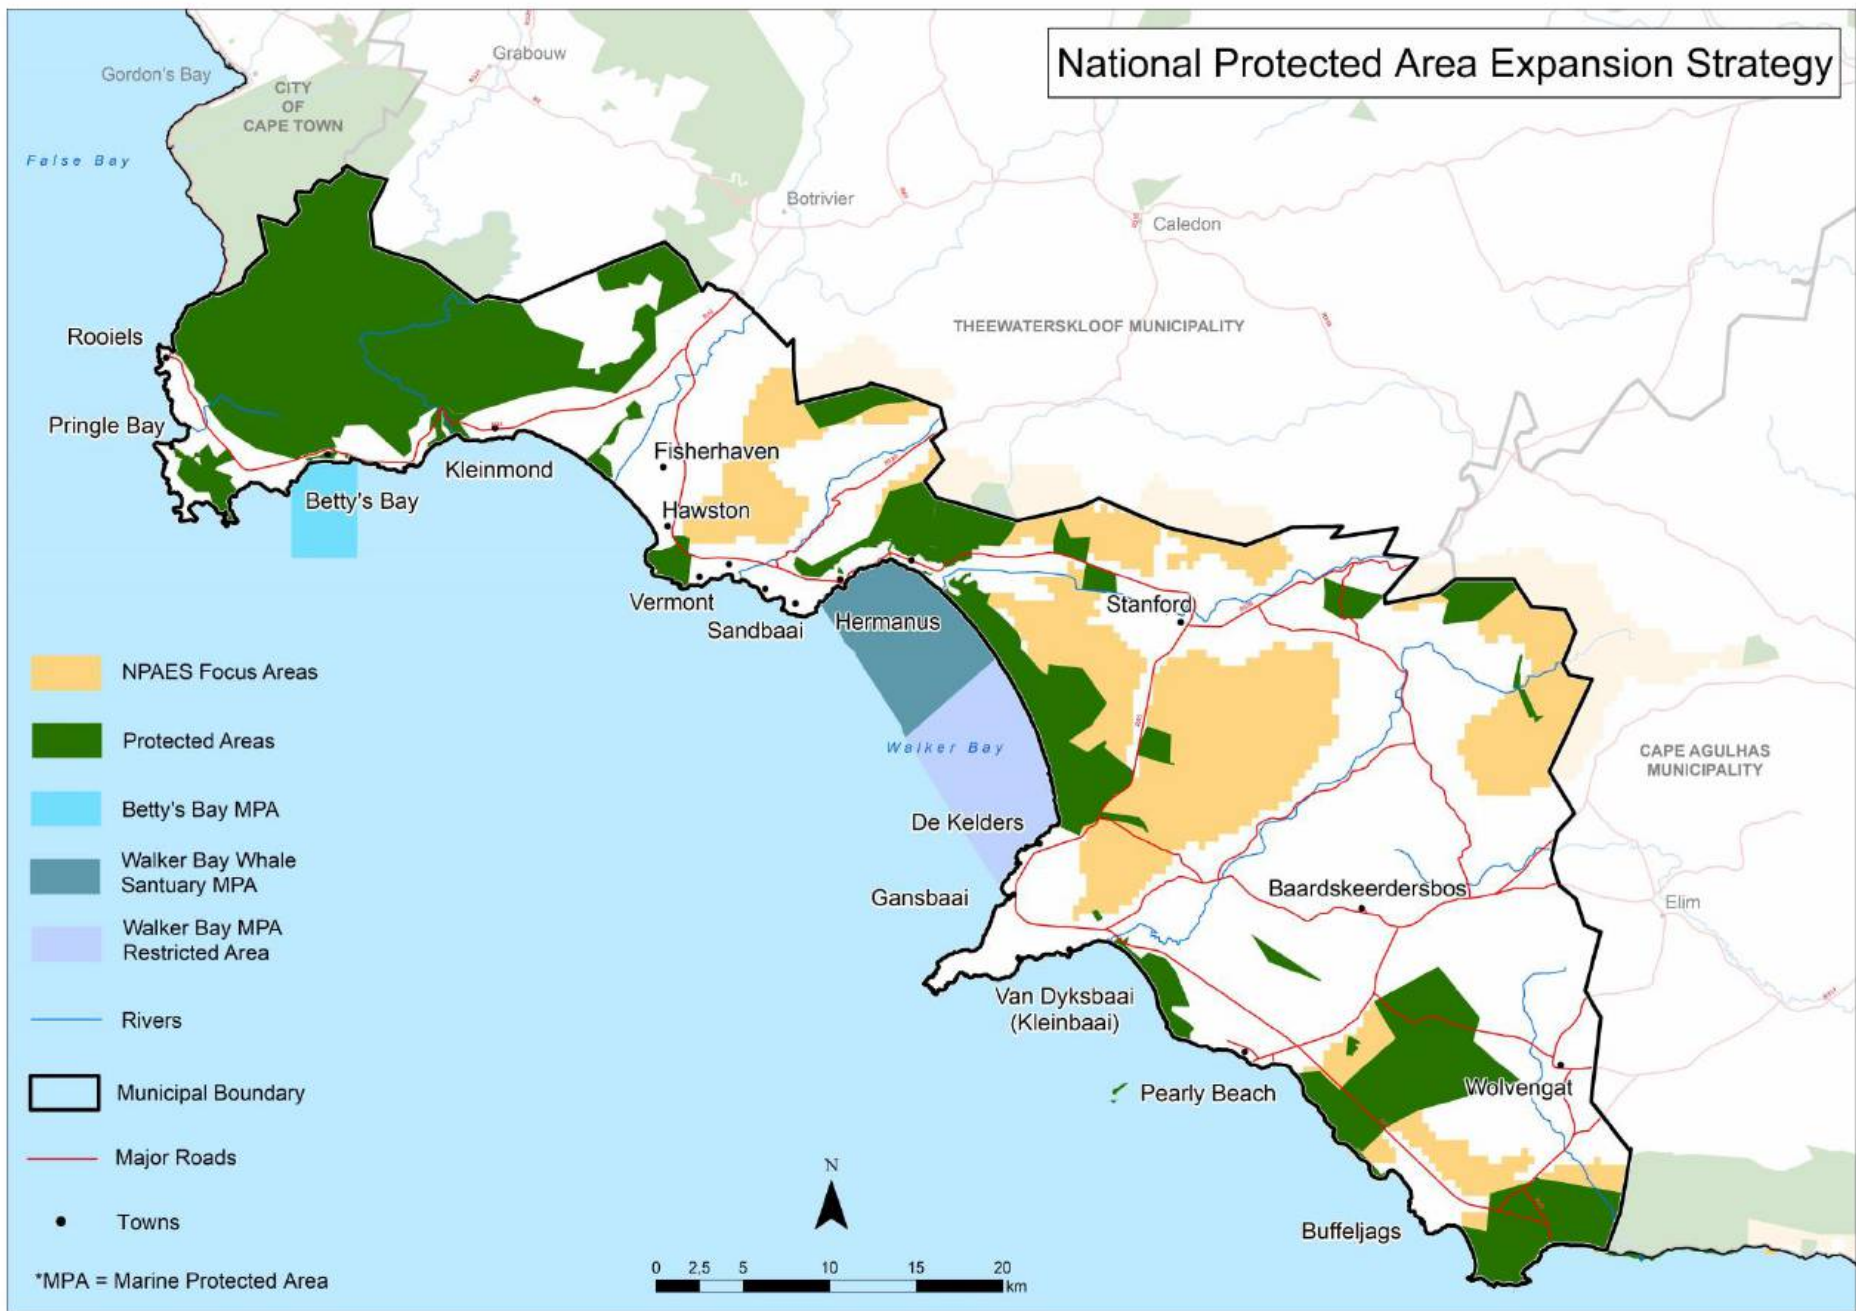 National Protected Area Expansion Strategy
Grabouw
Gordon's Bay
CITY
OF
CAPE TOWN
False Bay
Botrivier
Caledon
THEEWATERSKLOOF MUNICIPALITY
Rooiels
Pringle Bay
Betty's Bay
Kleinmond
Fisherhaven
Hawston
Vermont
Sandbaai
Hermanus
Stanford
Walker Bay
De Kelders
Gansbaai
CAPE AGULHAS
MUNICIPALITY
Baardskeerdersbos
Elim
Van Dyksbaai
(Kleinbaai)
Pearly Beach
Wolvengat
Buffeljags
NPAES Focus Areas
Protected Areas
Betty's Bay MPA
Walker Bay Whale
Santuary MPA
Walker Bay MPA
Restricted Area
Rivers
Municipal Boundary
Major Roads
Towns
*MPA = Marine Protected Area
N
0 2,5 5 10 15 20
km